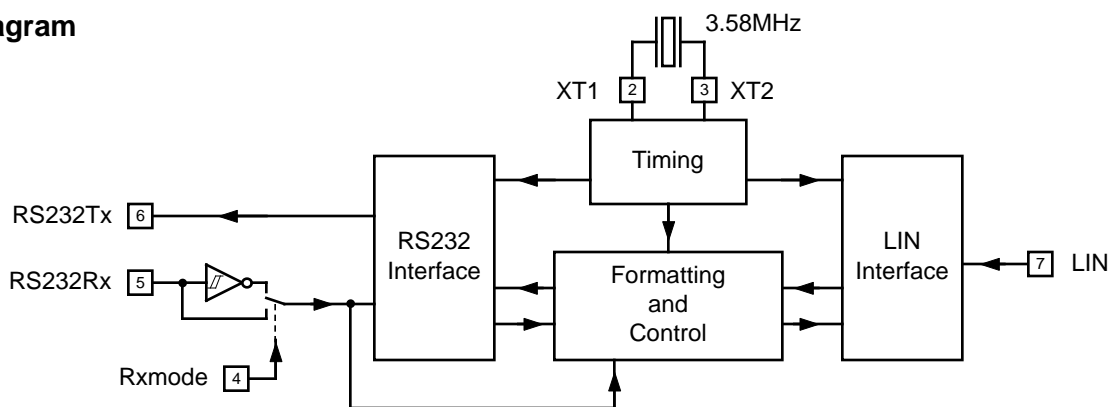 agram
3.58MHz
XT1 2 3 XT2
Timing
RS232Tx 6
RS232Rx 5
RS232
Interface
Formatting
and
Control
LIN
Interface
7 LIN
Rxmode 4